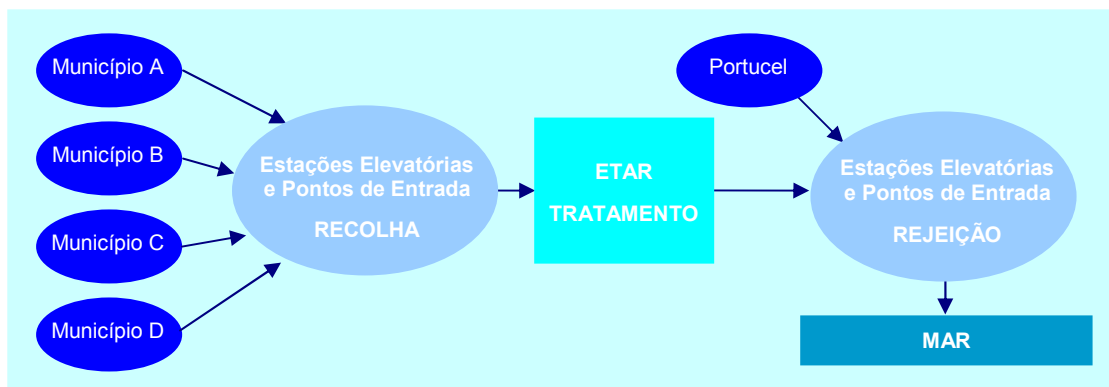 Município A
Município B
Município C
Município D
Estações Elevatórias
e Pontos de Entrada
RECOLHA
ETAR
TRATAMENTO
Portucel
Estações Elevatórias
e Pontos de Entrada
REJEIÇÃO
MAR